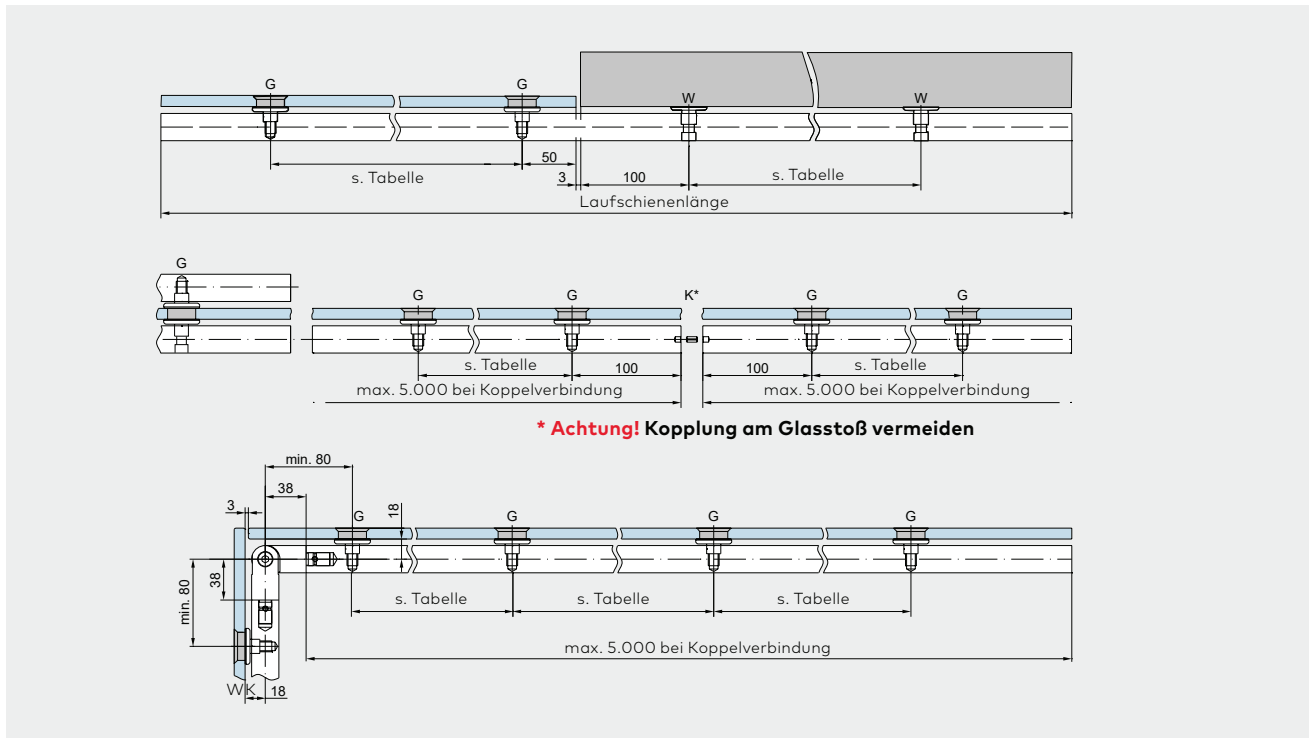 G G W W
50
s. Tabelle 3 100 s. Tabelle
Laufschienenlänge
G
G G K* G G
s. Tabelle 100 100 s. Tabelle
max. 5.000 bei Koppelverbindung max. 5.000 bei Koppelverbindung
* Achtung! Kopplung am Glasstoß vermeiden
min. 80
38
3 18
G G G G
38
min. 80
s. Tabelle s. Tabelle s. Tabelle
max. 5.000 bei Koppelverbindung
WK 18